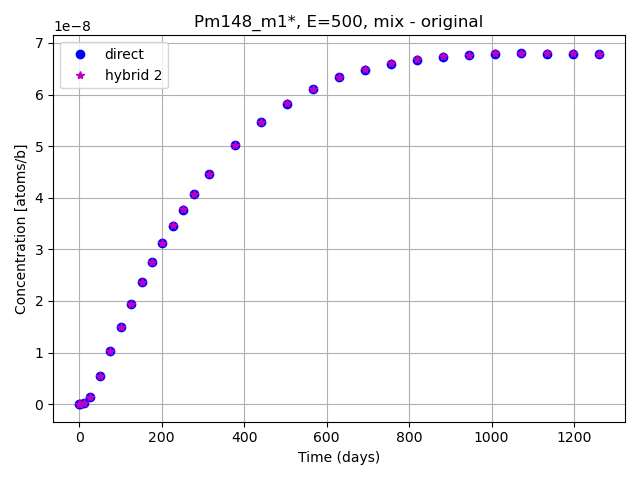 Pm148_m1*, E=500, mix - original
1e−8
direct
hybrid 2
7
6
5
4
3
2
1
0
Concentration [atoms/b]
0 200 400 600 800 1000 1200
Time (days)